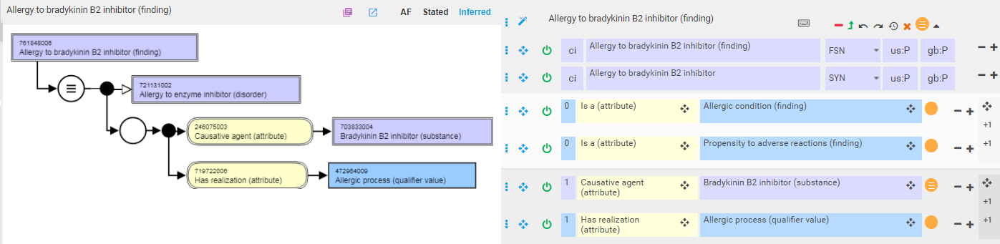 Allergy to bradykinin B2 inhibitor (finding)
AF Stated Inferred
761848006
Allergy to bradykinin B2 inhibitor (finding)
721131002
Allergy to enzyme inhibitor (disorder)
246075003
Causative agent (attribute)
703833004
Bradykinin B2 inhibitor (substance)
719722006
Has realization (attribute)
472964009
Allergic process (qualifier value)
Allergy to bradykinin B2 inhibitor (finding)
ci Allergy to bradykinin B2 inhibitor (finding) FSN us:P gb:P
ci Allergy to bradykinin B2 inhibitor SYN us:P gb:P
0 Is a (attribute) Allergic condition (finding)
+1
0 Is a (attribute) Propensity to adverse reactions (finding) +1
1 Causative agent (attribute) Bradykinin B2 inhibitor (substance)
+1
1 Has realization (attribute) Allergic process (qualifier value) +1